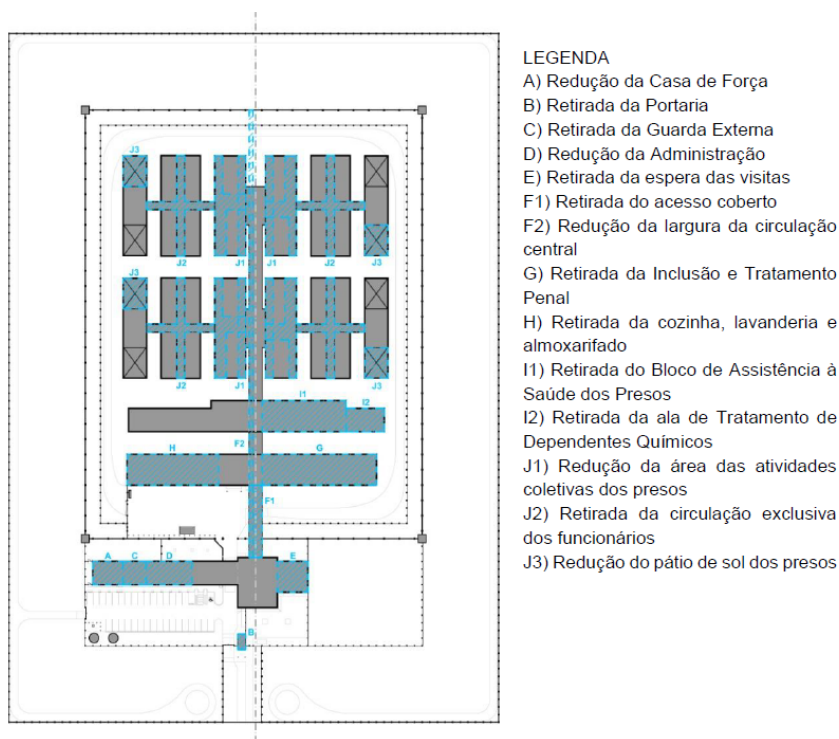 J3
J2
J1
J1
J2
J3
J3
J2
J1
J1
J2
J3
I1
I2
F2
H
G
F1
A
C
D
E
B
LEGENDA
A) Redução da Casa de Força
B) Retirada da Portaria
C) Retirada da Guarda Externa
D) Redução da Administração
E) Retirada da espera das visitas
F1) Retirada do acesso coberto
F2) Redução da largura da circulação
central
G) Retirada da Inclusão e Tratamento
Penal
H) Retirada da cozinha, lavanderia e
almoxarifado
I1) Retirada do Bloco de Assistência à
Saúde dos Presos
I2) Retirada da ala de Tratamento de
Dependentes Químicos
J1) Redução da área das atividades
coletivas dos presos
J2) Retirada da circulação exclusiva
dos funcionários
J3) Redução do pátio de sol dos presos